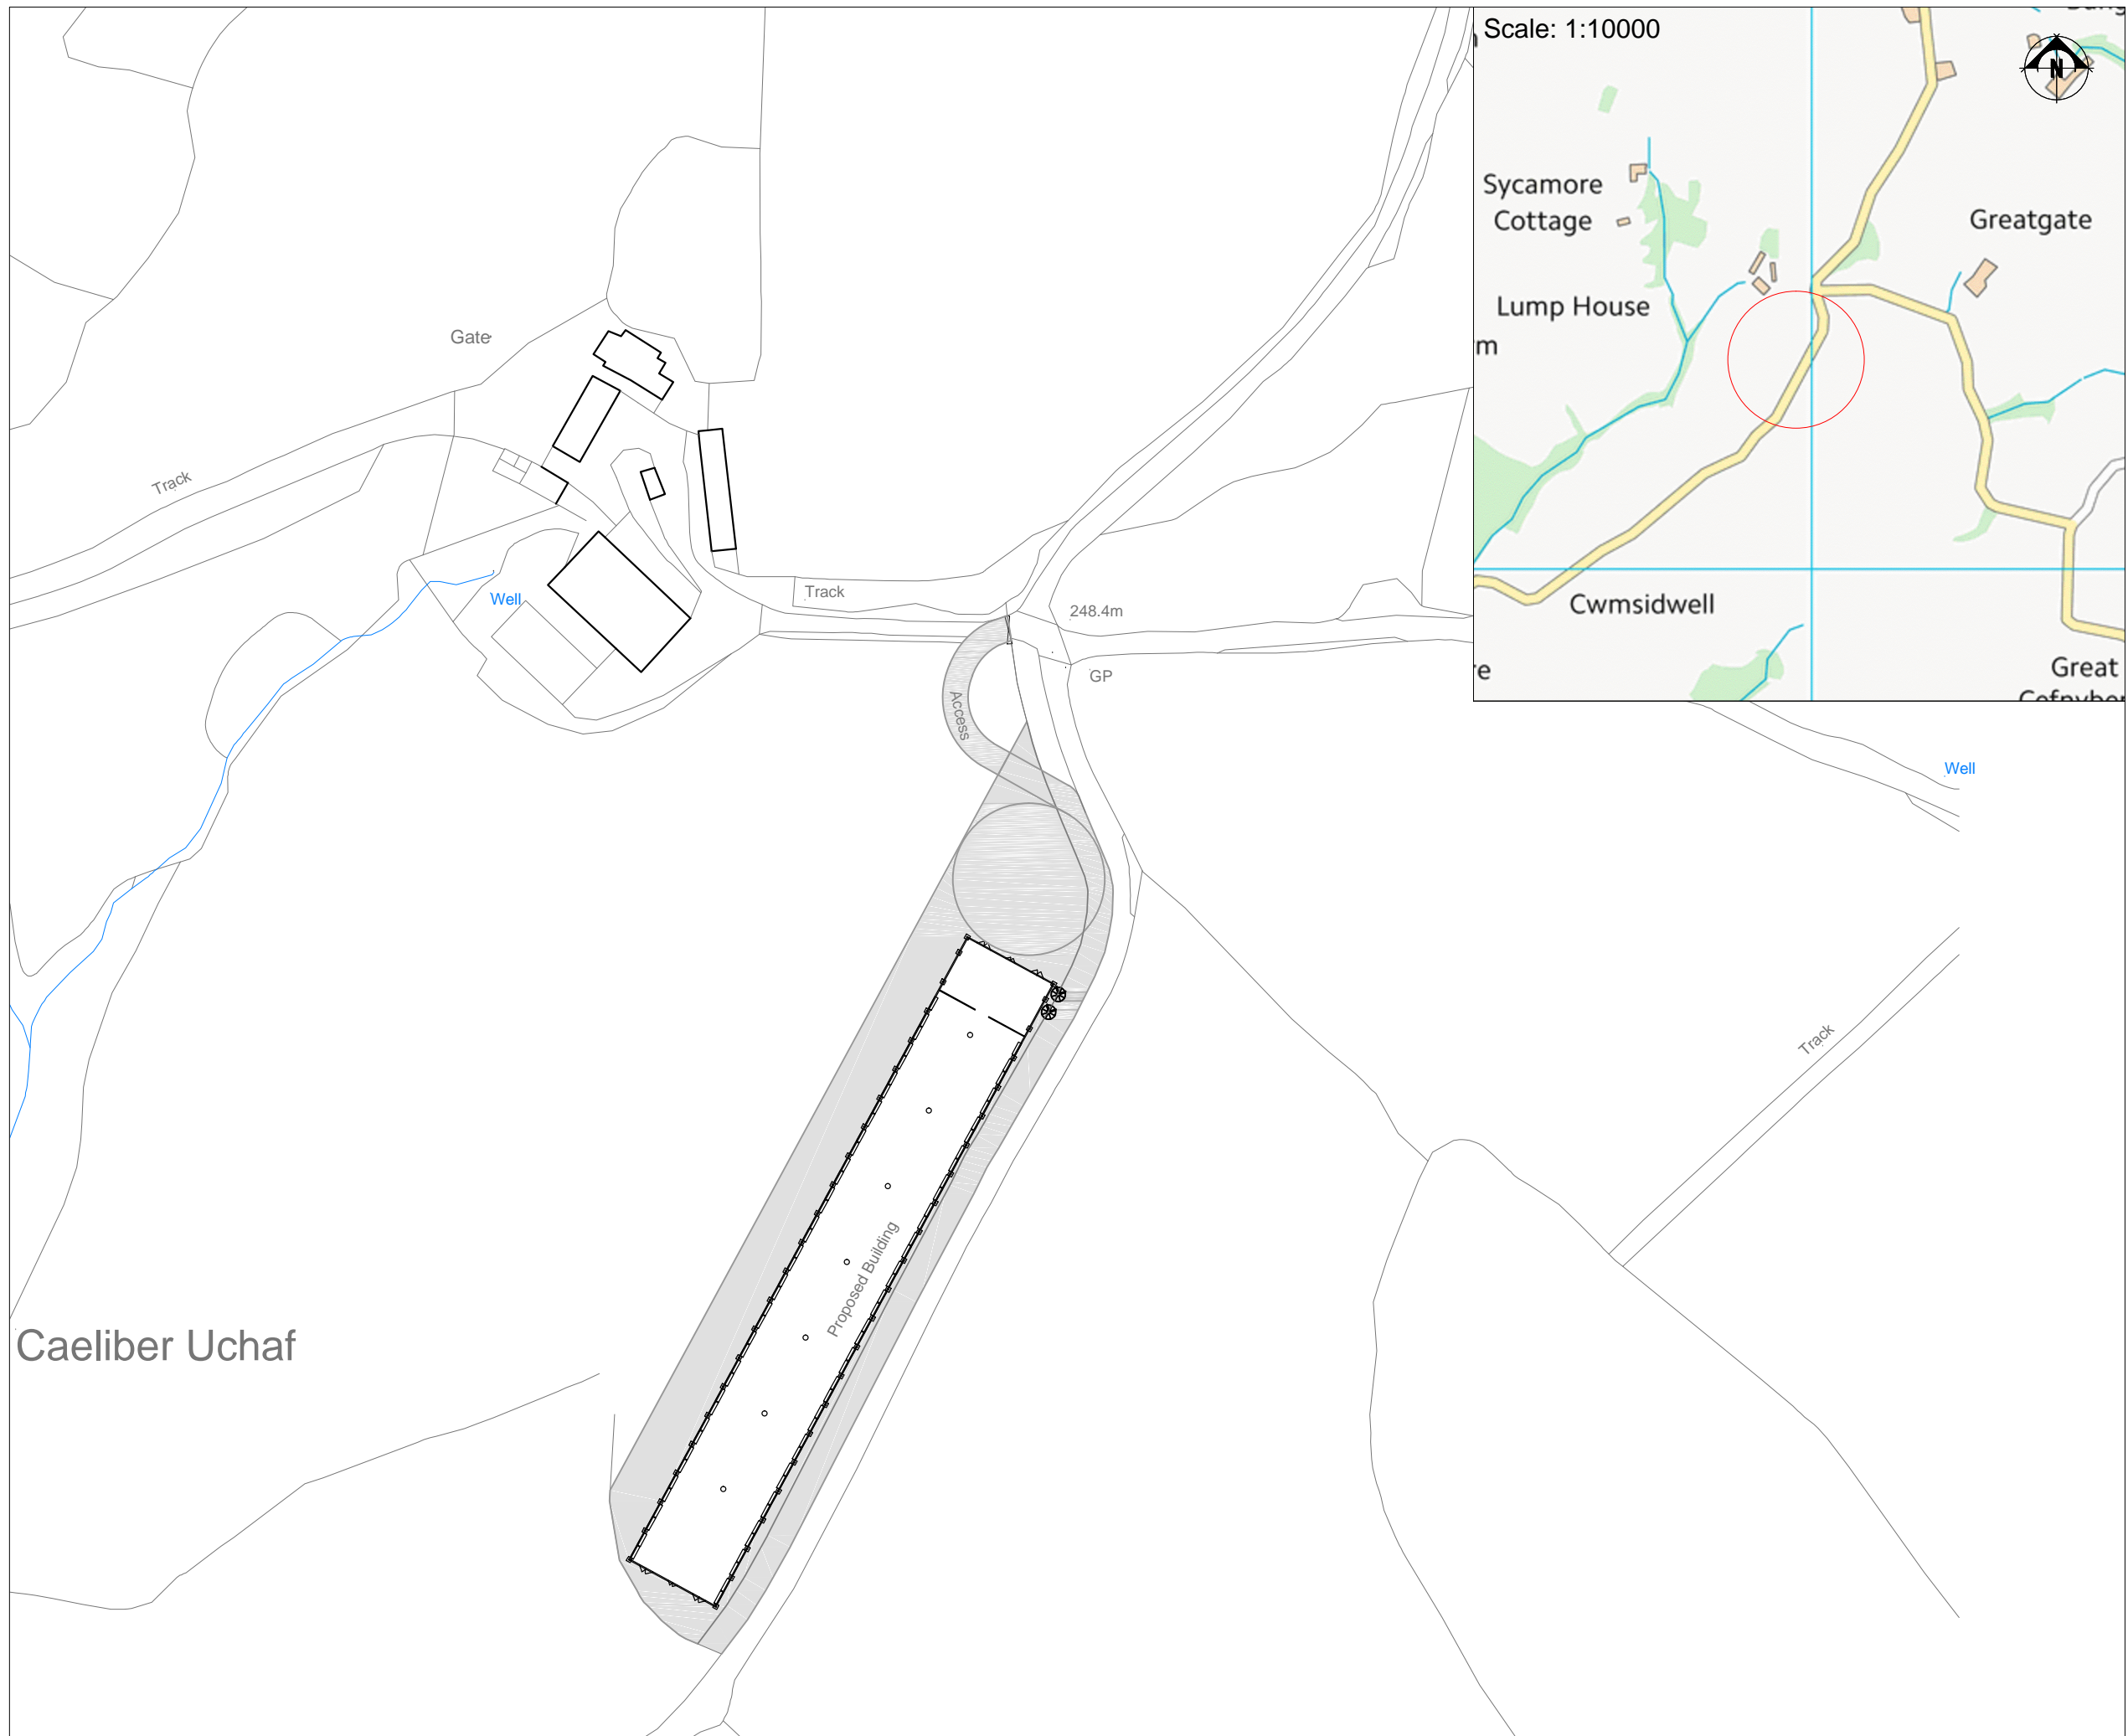 Scale: 1:10000
N
Sycamore
Cottage
Greatgate
Lump House
Cwmsidwell
Great
Gate
Track
Well
Track
248.4m
GP
Access
Well
Track
Proposed Building
Caeliber Uchaf